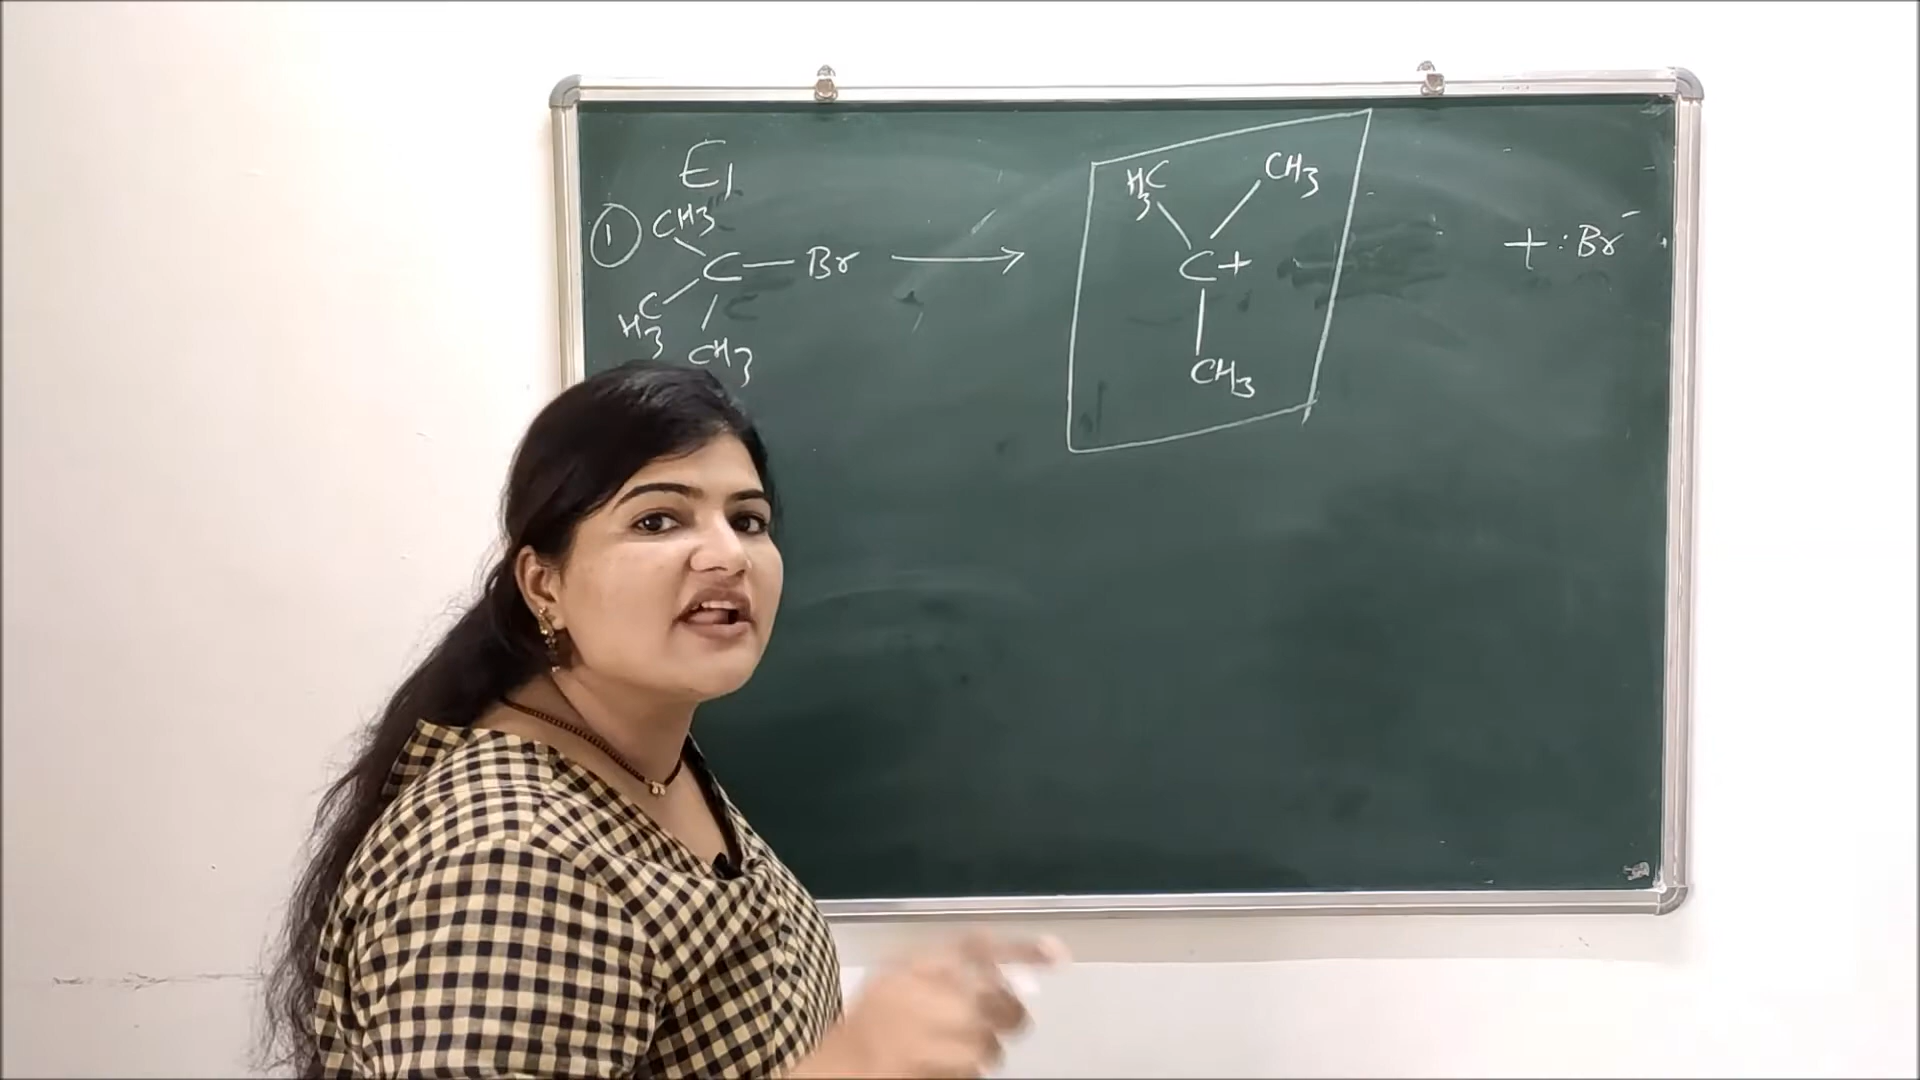 E1
① CH3
C — Br ⟶
H3C
CH3
H3C CH3
C+
CH3
+ :Br⁻